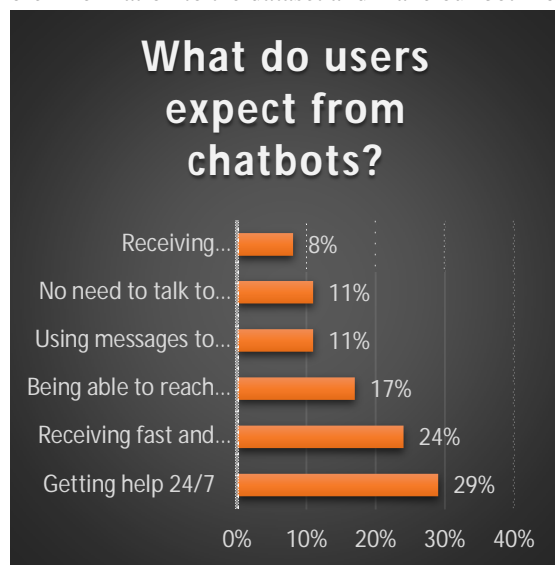 What do users
expect from
chatbots?
Receiving... 8%
No need to talk to... 11%
Using messages to... 11%
Being able to reach... 17%
Receiving fast and... 24%
Getting help 24/7 29%
0% 10% 20% 30% 40%